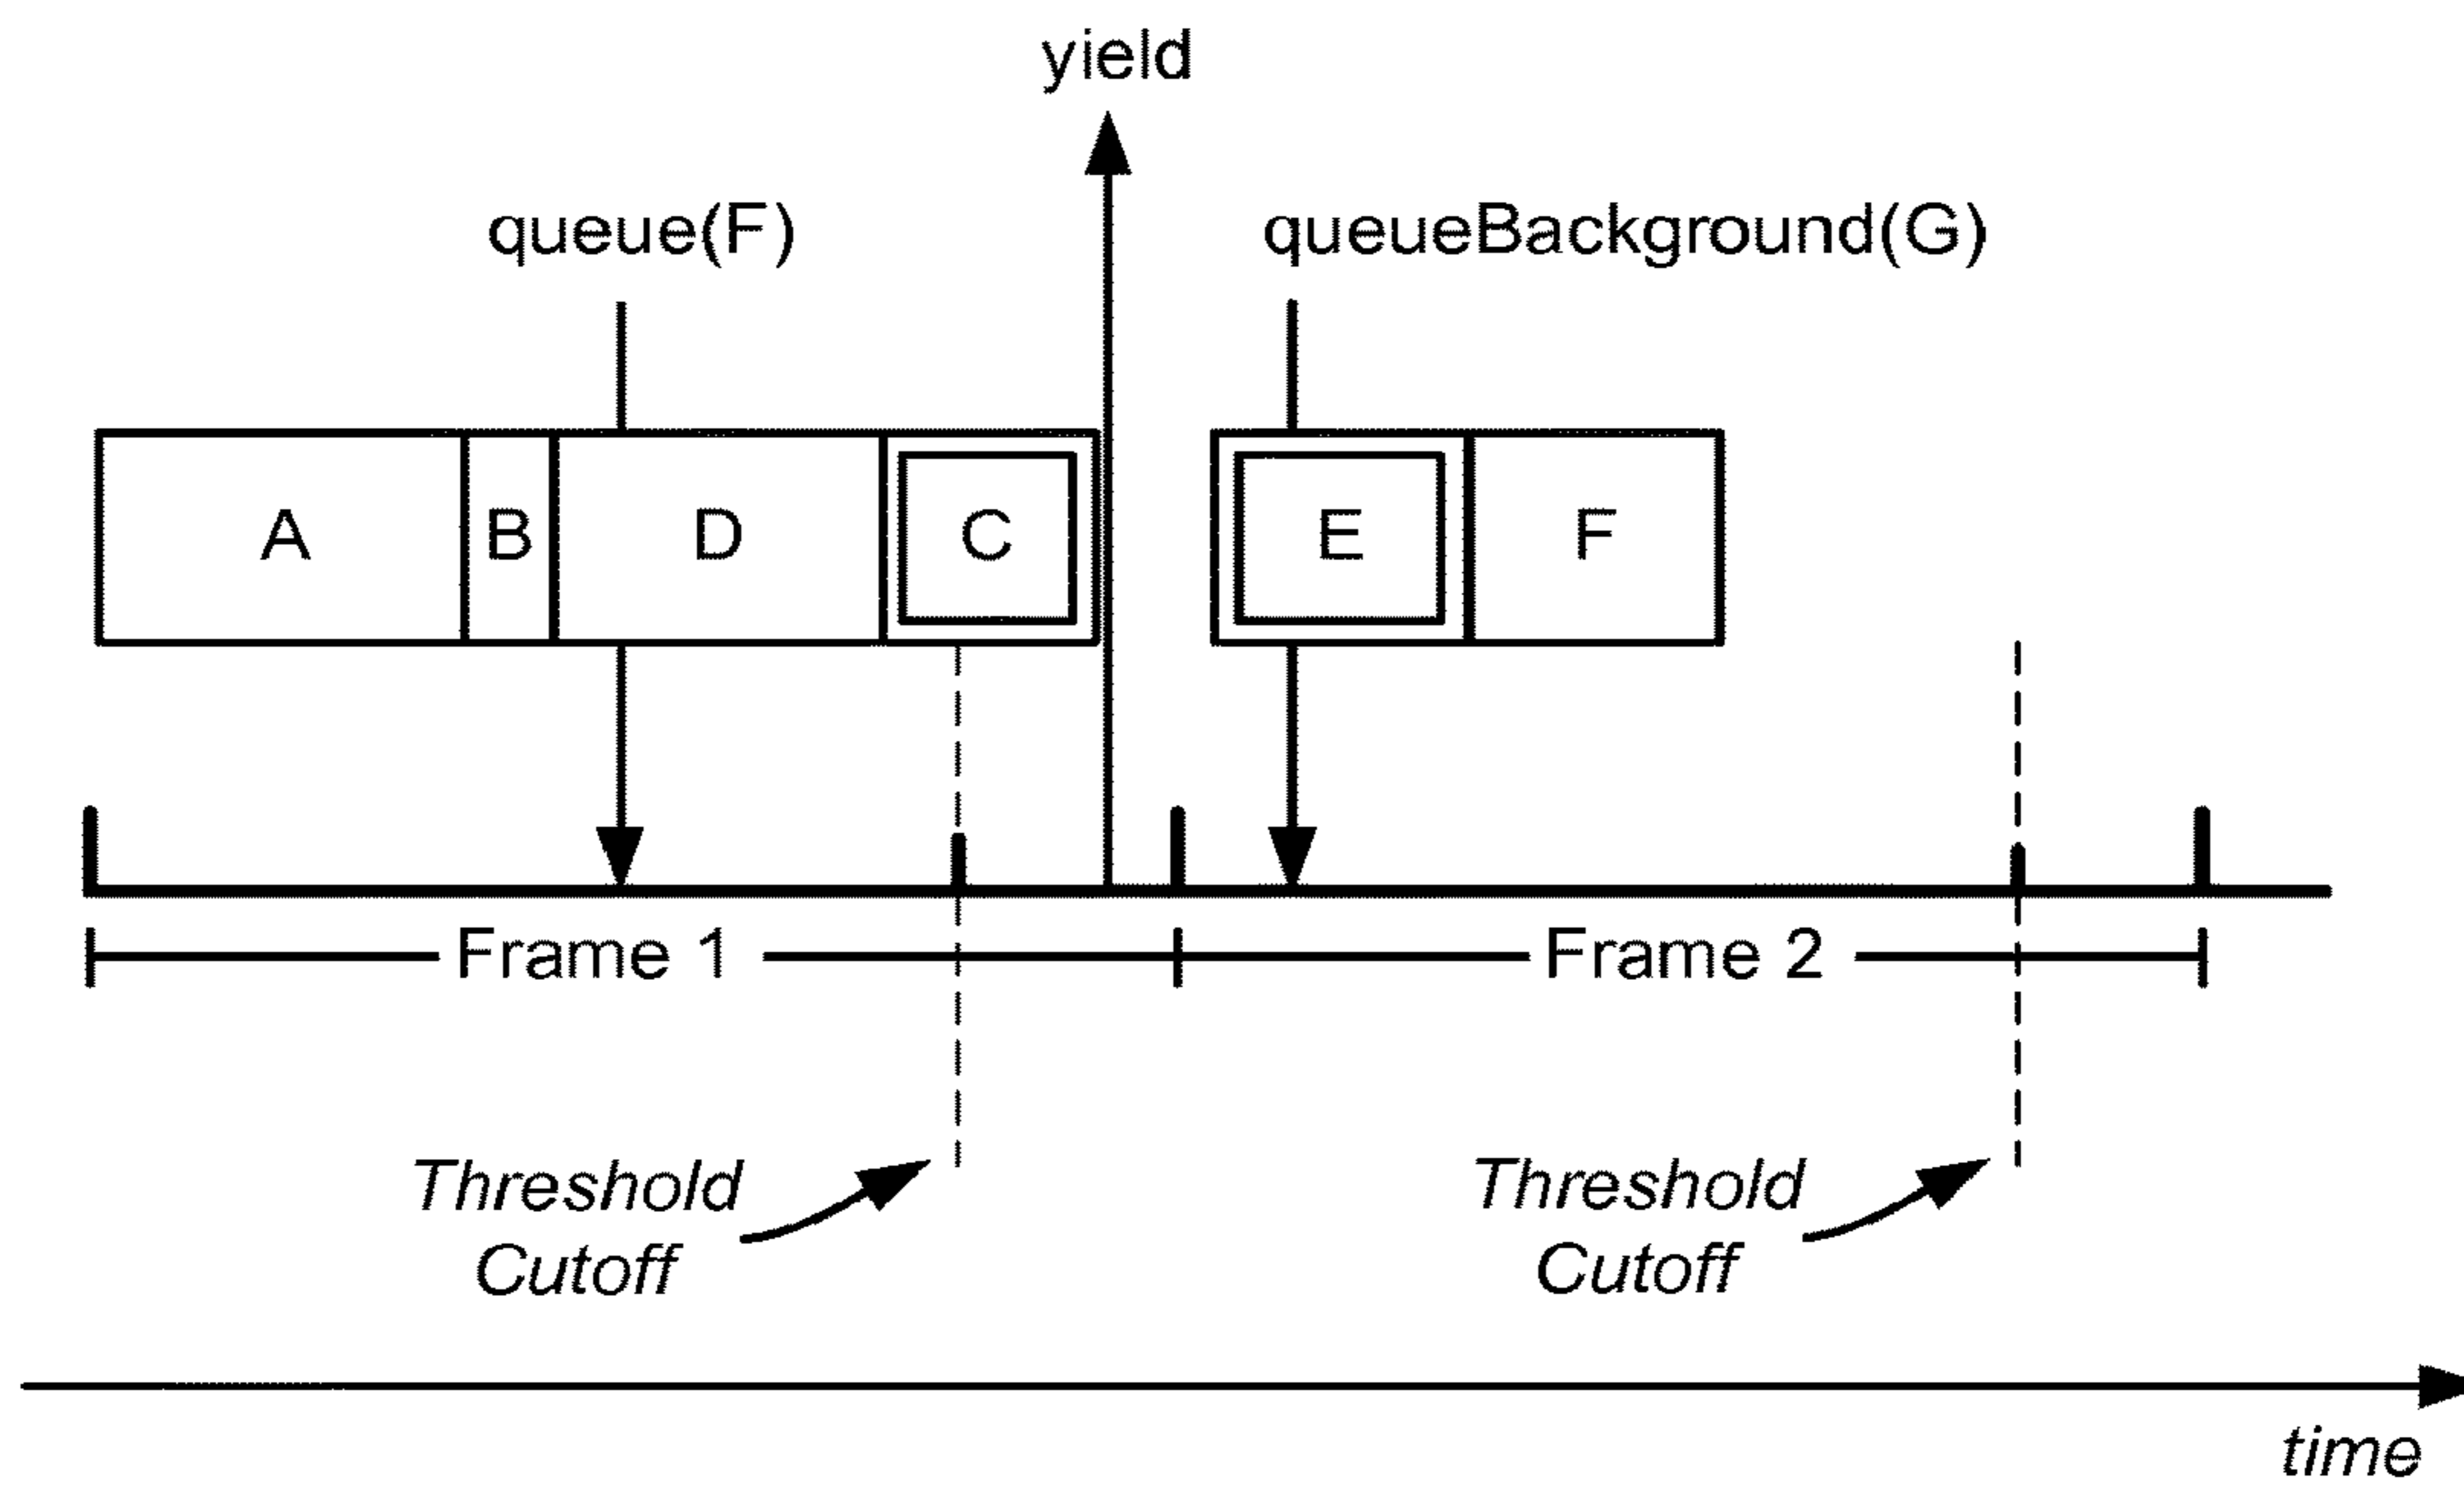 yield
queue(F)
queueBackground(G)
A
B
D
C
E
F
Frame 1
Frame 2
Threshold
Cutoff
Threshold
Cutoff
time